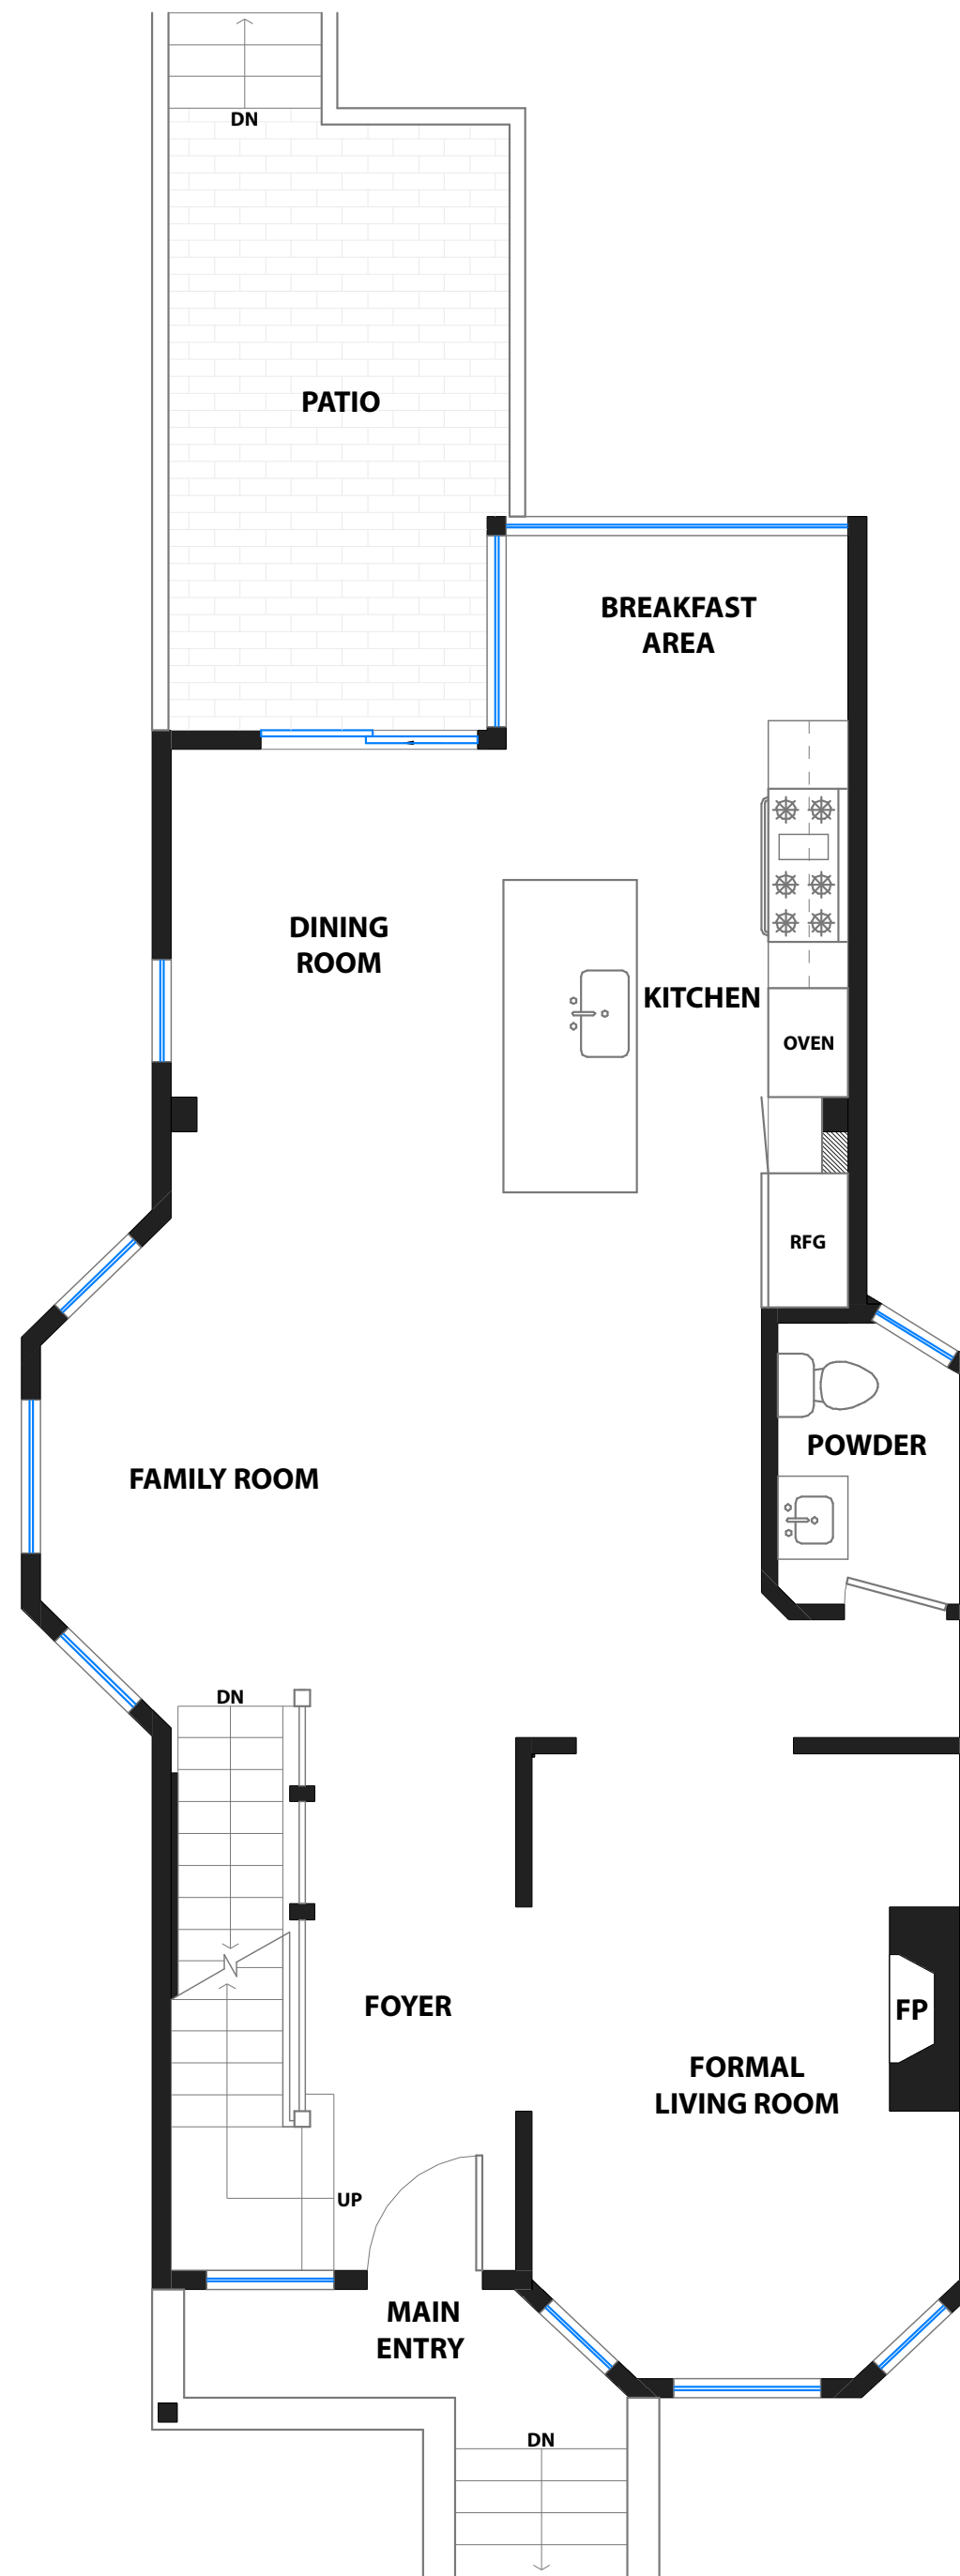 DN
PATIO
BREAKFAST
AREA
DINING
ROOM
KITCHEN
OVEN
RFG
POWDER
FAMILY ROOM
DN
FOYER
FP
FORMAL
LIVING ROOM
UP
MAIN
ENTRY
DN